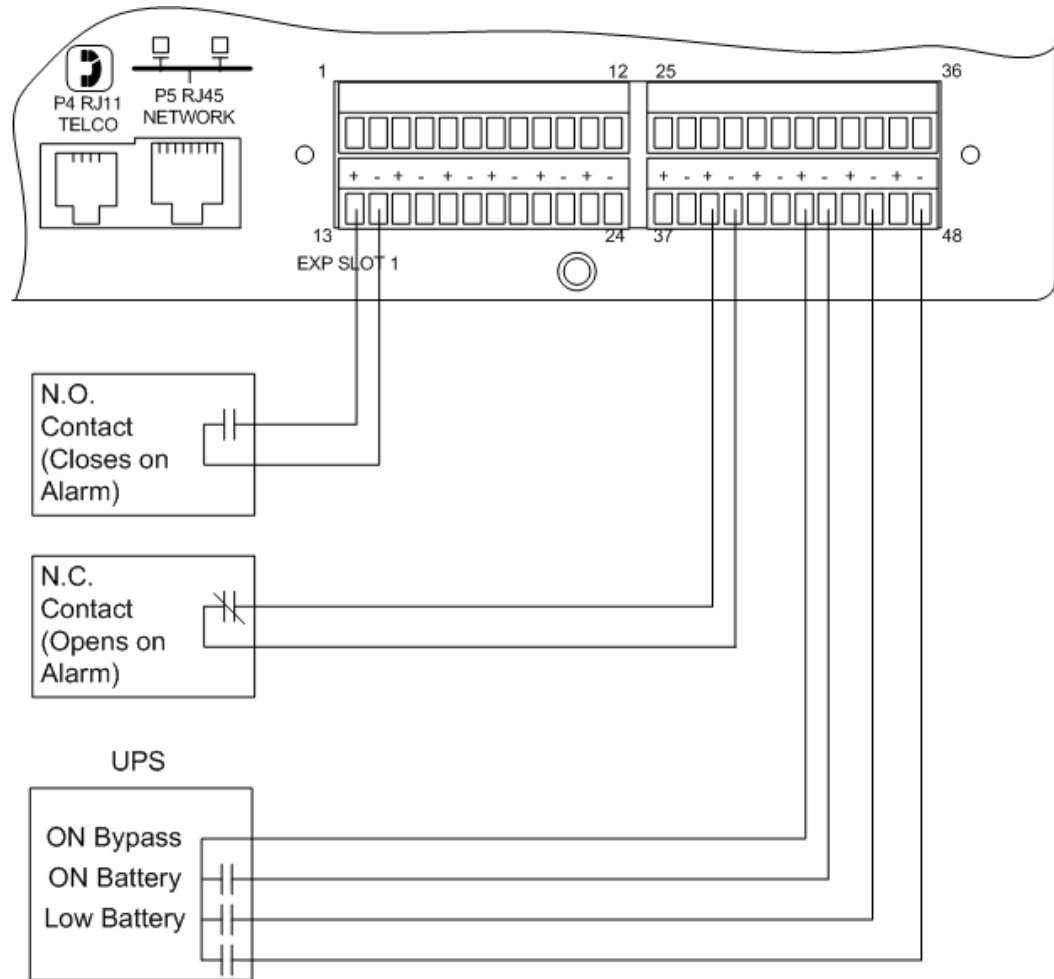 P4 RJ11
TELCO
P5 RJ45
NETWORK
1 12 25 36
+ - + - + - + - + - + - + - + - + - + - + - + -
13 24 37 48
EXP SLOT 1
N.O.
Contact
(Closes on
Alarm)
N.C.
Contact
(Opens on
Alarm)
UPS
ON Bypass
ON Battery
Low Battery